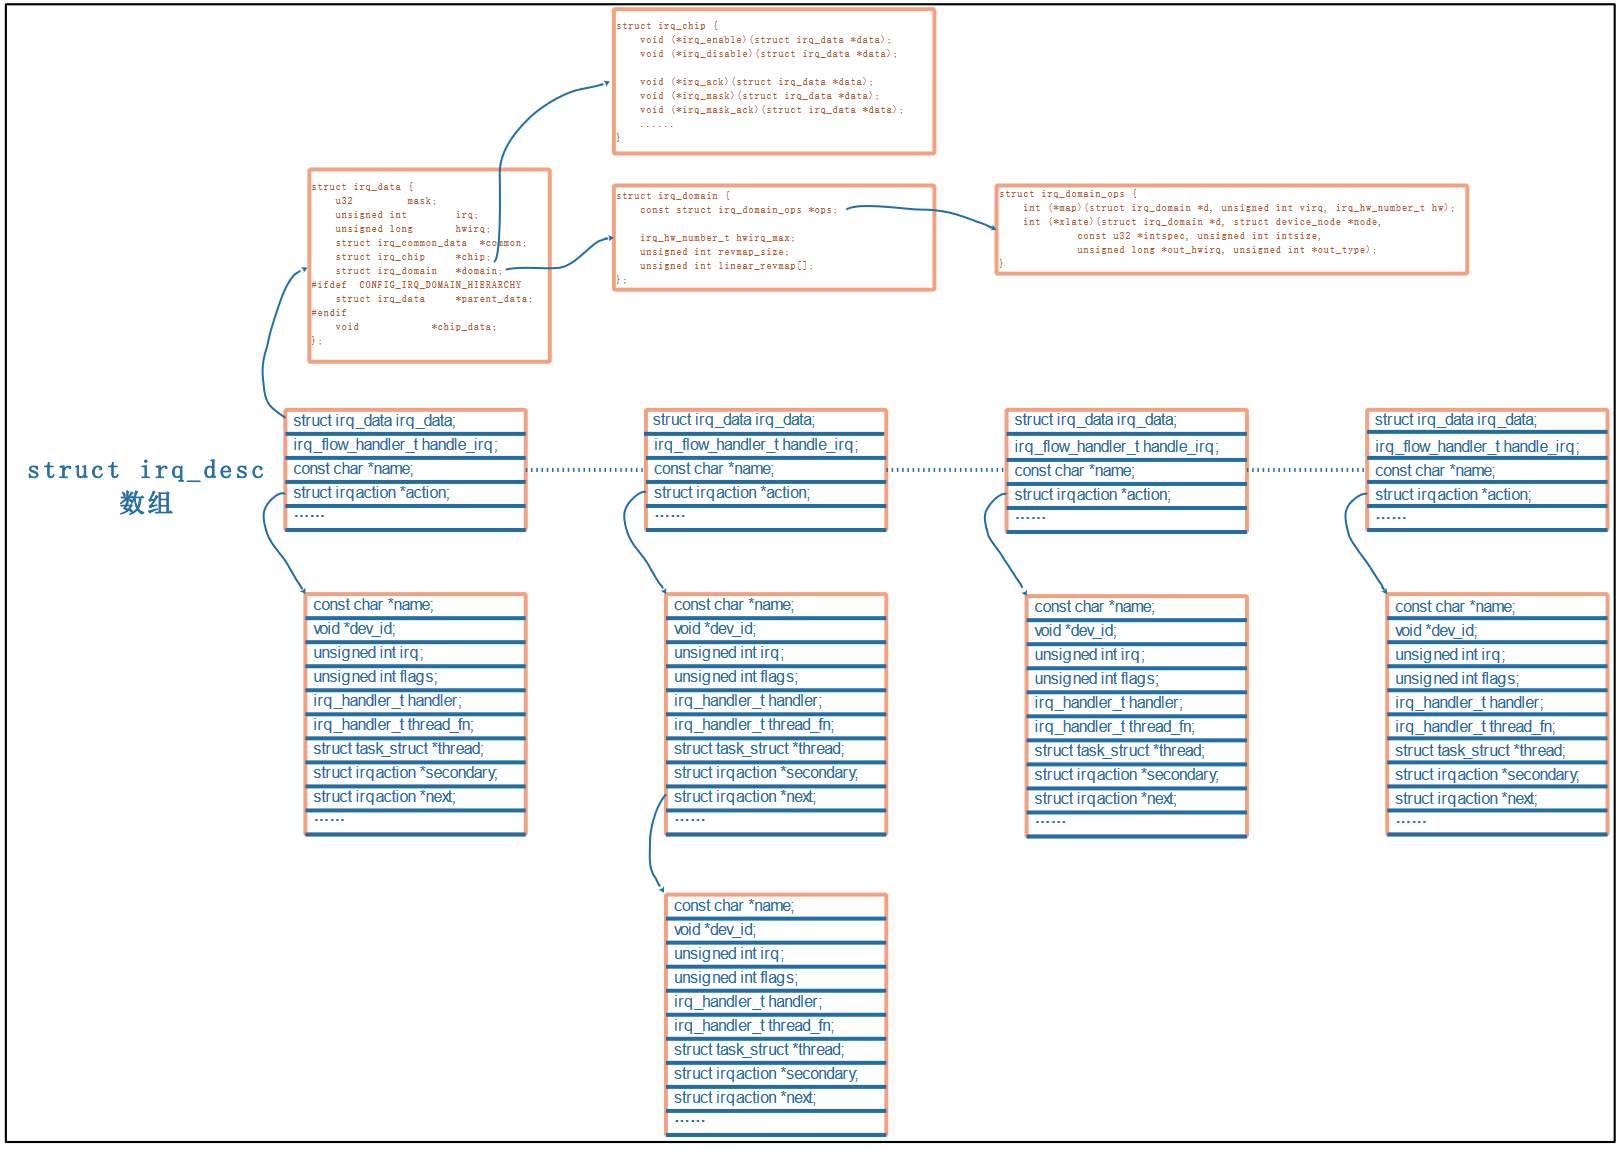 struct irq_chip {
void (*irq_enable)(struct irq_data *data);
void (*irq_disable)(struct irq_data *data);
void (*irq_ack)(struct irq_data *data);
void (*irq_mask)(struct irq_data *data);
void (*irq_mask_ack)(struct irq_data *data);
......
}
struct irq_data {
u32 mask;
unsigned int irq;
unsigned long hwirq;
struct irq_common_data *common;
struct irq_chip *chip;
struct irq_domain *domain;
#ifdef CONFIG_IRQ_DOMAIN_HIERARCHY
struct irq_data *parent_data;
#endif
void *chip_data;
};
struct irq_domain {
const struct irq_domain_ops *ops;
irq_hw_number_t hwirq_max;
unsigned int revmap_size;
unsigned int linear_revmap[];
};
struct irq_domain_ops {
int (*map)(struct irq_domain *d, unsigned int virq, irq_hw_number_t hw);
int (*xlate)(struct irq_domain *d, struct device_node *node,
const u32 *intspec, unsigned int intsize,
unsigned long *out_hwirq, unsigned int *out_type);
}
struct irq_desc
数组
struct irq_data irq_data;
irq_flow_handler_t handle_irq;
const char *name;
struct irqaction *action;
......
struct irq_data irq_data;
irq_flow_handler_t handle_irq;
const char *name;
struct irqaction *action;
......
struct irq_data irq_data;
irq_flow_handler_t handle_irq;
const char *name;
struct irqaction *action;
......
struct irq_data irq_data;
irq_flow_handler_t handle_irq;
const char *name;
struct irqaction *action;
......
const char *name;
void *dev_id;
unsigned int irq;
unsigned int flags;
irq_handler_t handler;
irq_handler_t thread_fn;
struct task_struct *thread;
struct irqaction *secondary;
struct irqaction *next;
......
const char *name;
void *dev_id;
unsigned int irq;
unsigned int flags;
irq_handler_t handler;
irq_handler_t thread_fn;
struct task_struct *thread;
struct irqaction *secondary;
struct irqaction *next;
......
const char *name;
void *dev_id;
unsigned int irq;
unsigned int flags;
irq_handler_t handler;
irq_handler_t thread_fn;
struct task_struct *thread;
struct irqaction *secondary;
struct irqaction *next;
......
const char *name;
void *dev_id;
unsigned int irq;
unsigned int flags;
irq_handler_t handler;
irq_handler_t thread_fn;
struct task_struct *thread;
struct irqaction *secondary;
struct irqaction *next;
......
const char *name;
void *dev_id;
unsigned int irq;
unsigned int flags;
irq_handler_t handler;
irq_handler_t thread_fn;
struct task_struct *thread;
struct irqaction *secondary;
struct irqaction *next;
......